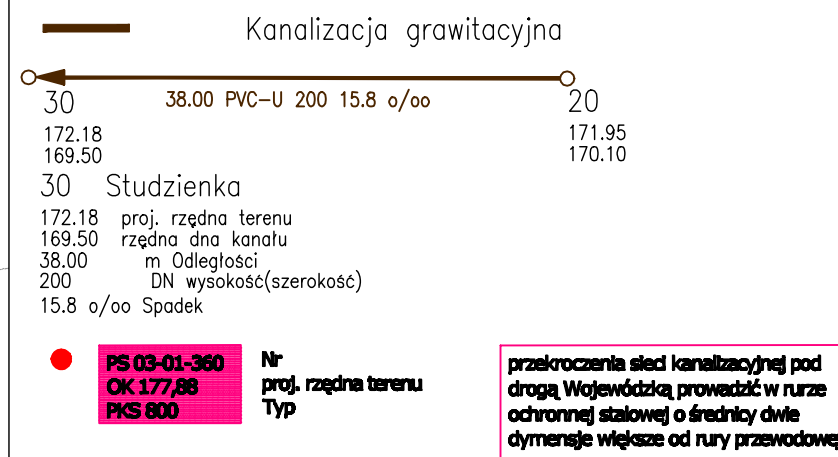 Kanalizacja grawitacyjna
38.00 PVC-U 200 15.8 o/oo
30
172.18
169.50
20
171.95
170.10
30 Studzienka
172.18 proj. rzędna terenu
169.50 rzędna dna kanału
38.00 m Odległości
200 DN wysokość(szerokość)
15.8 o/oo Spadek
PS 03-01-360 Nr
OK 177,88 proj. rzędna terenu
PKS 800 Typ
przekroczenia sieci kanalizacyjnej pod
drogą Wojewódzką prowadzić w rurze
ochronnej stalowej o średnicy dwie
dymensje większe od rury przewodowej